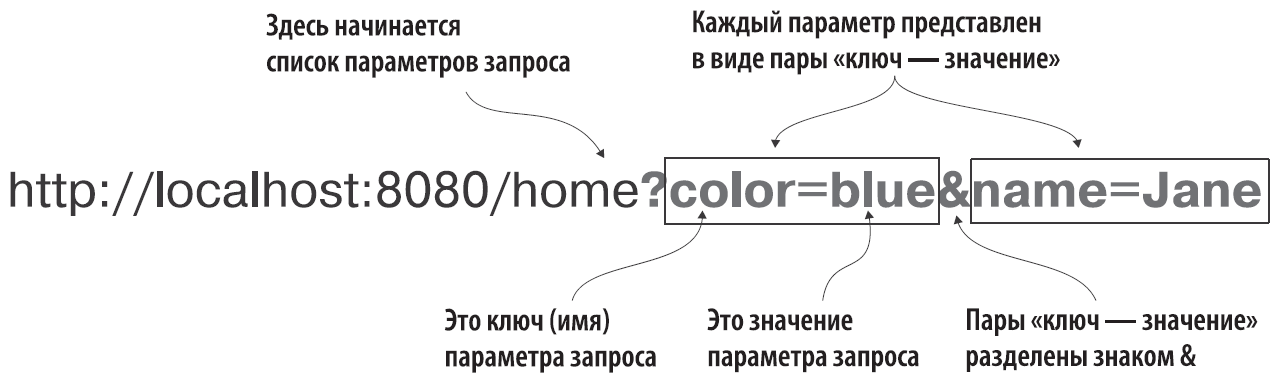 Здесь начинается
список параметров запроса
Каждый параметр представлен
в виде пары «ключ — значение»
http://localhost:8080/home?color=blue&name=Jane
Это ключ (имя)
параметра запроса
Это значение
параметра запроса
Пары «ключ — значение»
разделены знаком &